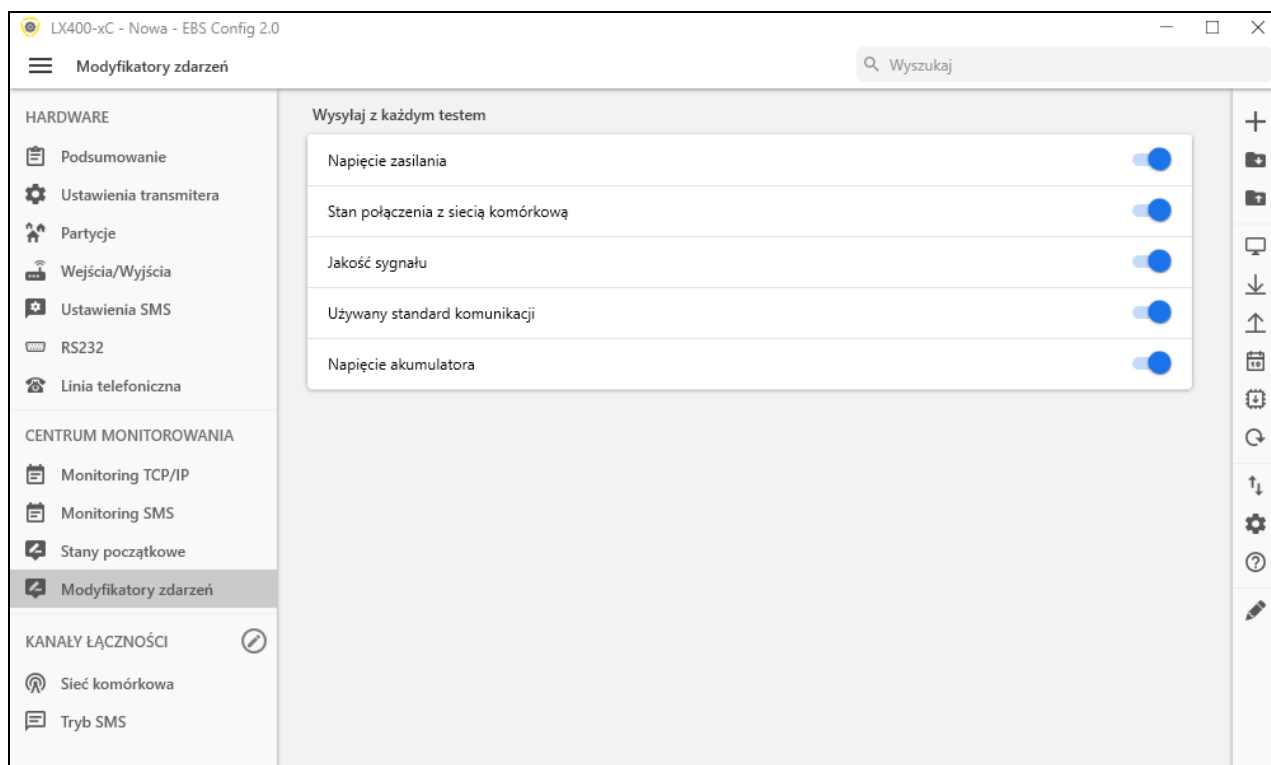 LX400-xC - Nowa - EBS Config 2.0
Modyfikatory zdarzeń
Wyszukaj
HARDWARE
Podsumowanie
Ustawienia transmitera
Partycje
Wejścia/Wyjścia
Ustawienia SMS
RS232
Linia telefoniczna
CENTRUM MONITOROWANIA
Monitoring TCP/IP
Monitoring SMS
Stany początkowe
Modyfikatory zdarzeń
KANAŁY ŁĄCZNOŚCI
Sieć komórkowa
Tryb SMS
Wysyłaj z każdym testem
Napięcie zasilania
Stan połączenia z siecią komórkową
Jakość sygnału
Używany standard komunikacji
Napięcie akumulatora
10